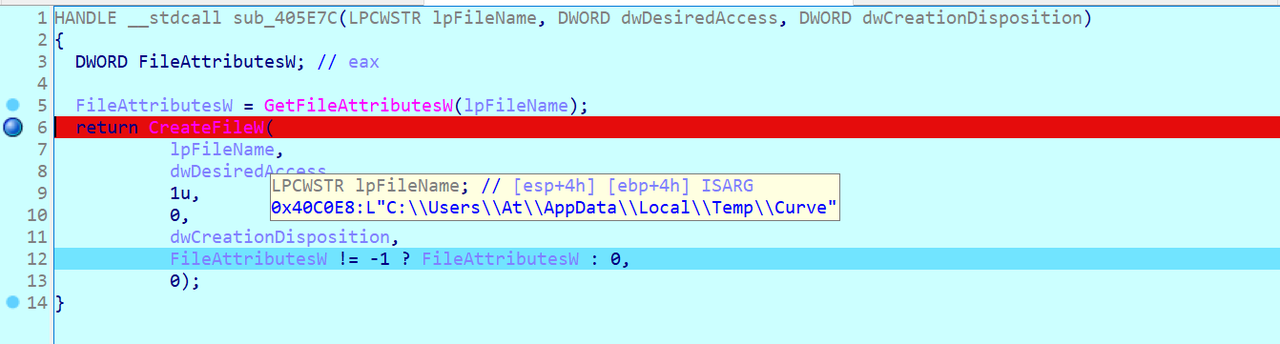 1 HANDLE __stdcall sub_405E7C(LPCWSTR lpFileName, DWORD dwDesiredAccess, DWORD dwCreationDisposition)
2 {
3 DWORD FileAttributesW; // eax
4
5 FileAttributesW = GetFileAttributesW(lpFileName);
6 return CreateFileW(
7 lpFileName,
8 dwDesiredAccess
LPCWSTR lpFileName; // [esp+4h] [ebp+4h] ISARG
9 1u,
0x40C0E8:L"C:\\Users\\At\\AppData\\Local\\Temp\\Curve"
10 0,
11 dwCreationDisposition,
12 FileAttributesW != -1 ? FileAttributesW : 0,
13 0);
14 }